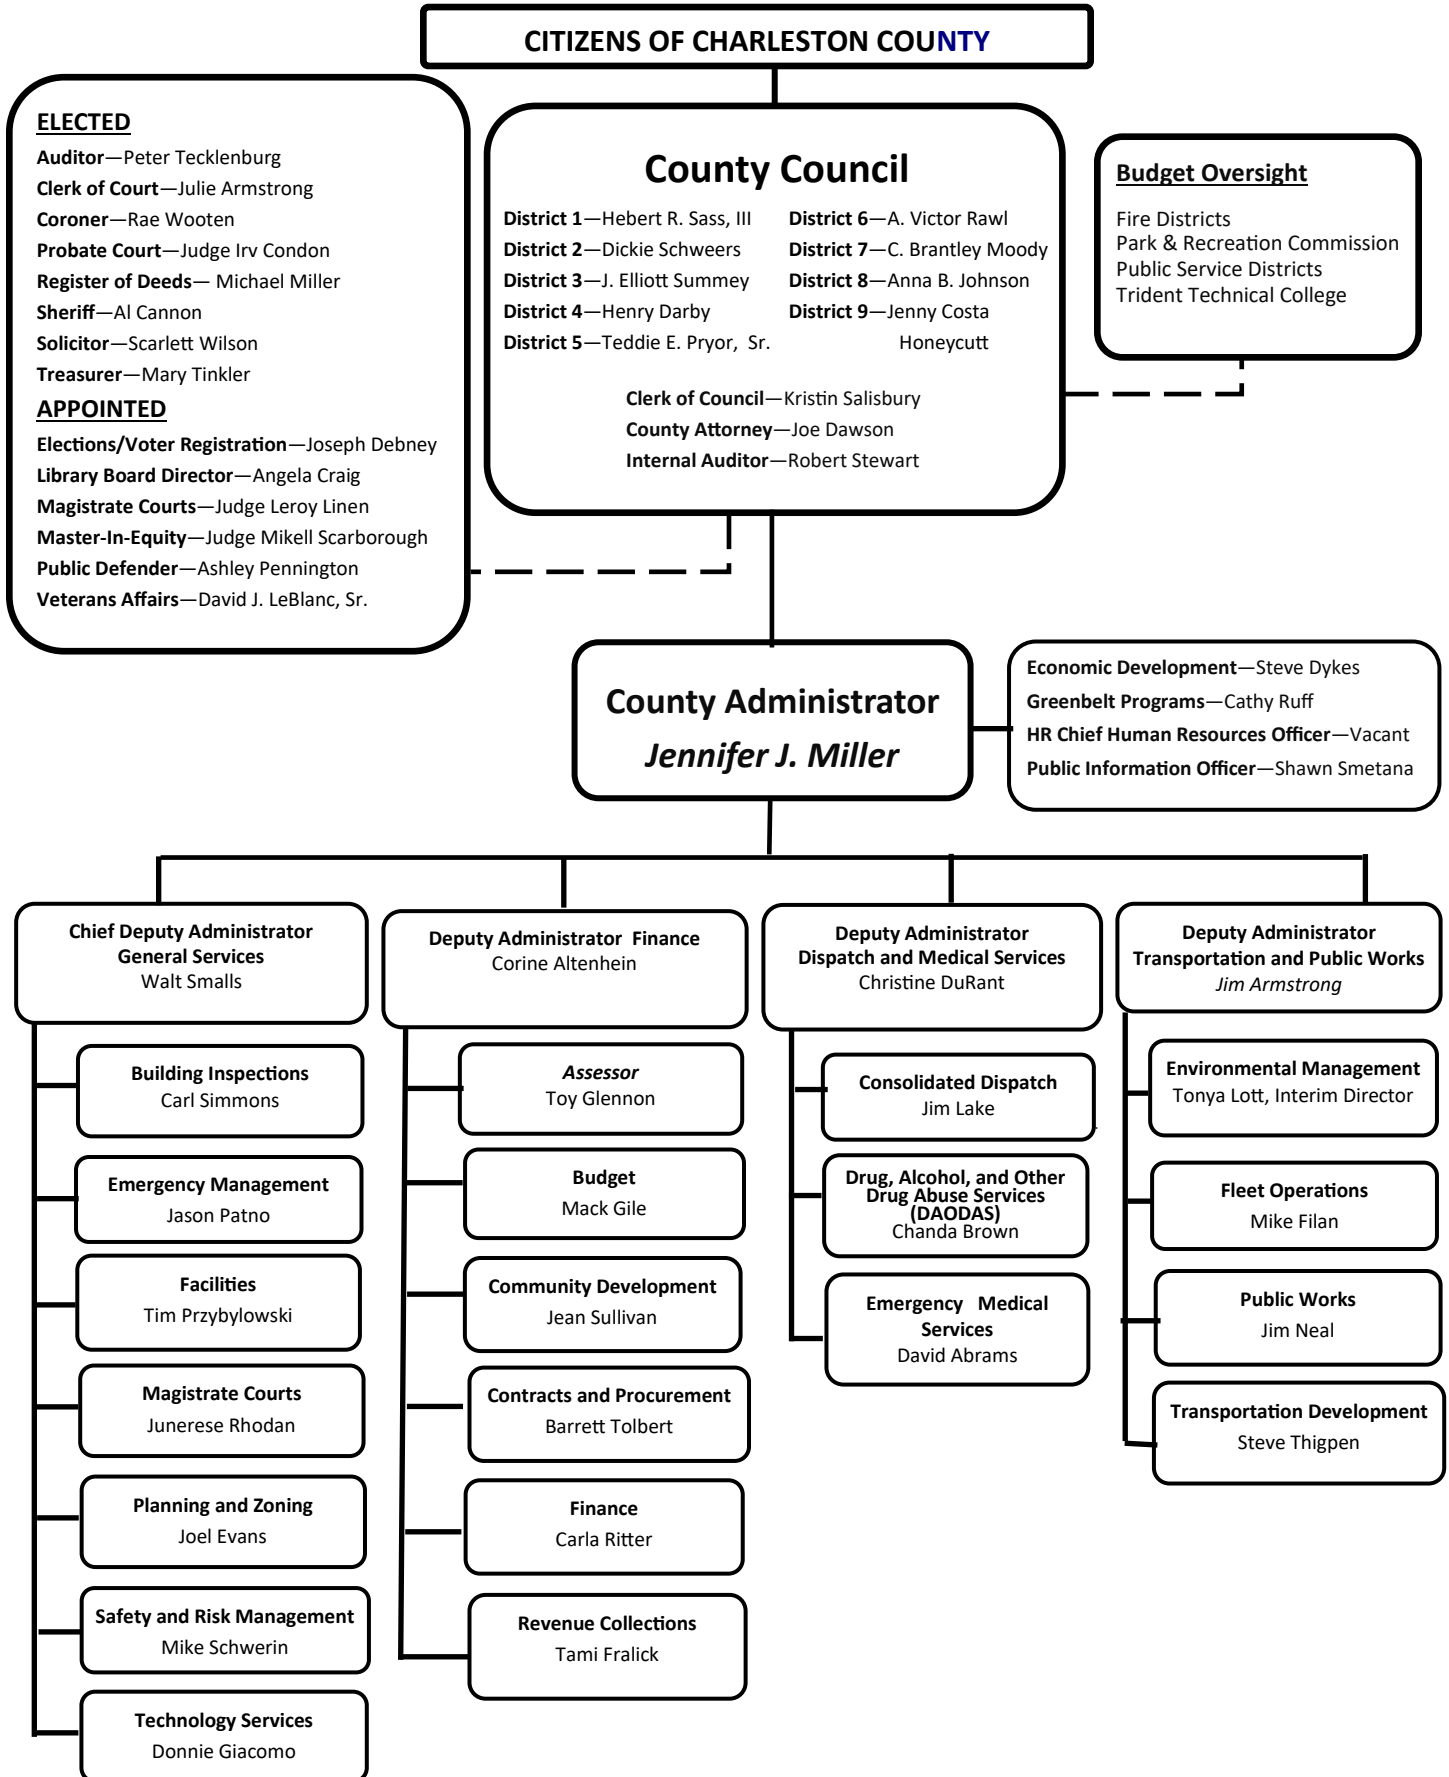 CITIZENS OF CHARLESTON COUNTY
ELECTED
Auditor—Peter Tecklenburg
Clerk of Court—Julie Armstrong
Coroner—Rae Wooten
Probate Court—Judge Irv Condon
Register of Deeds— Michael Miller
Sheriff—Al Cannon
Solicitor—Scarlett Wilson
Treasurer—Mary Tinkler
APPOINTED
Elections/Voter Registration—Joseph Debney
Library Board Director—Angela Craig
Magistrate Courts—Judge Leroy Linen
Master-In-Equity—Judge Mikell Scarborough
Public Defender—Ashley Pennington
Veterans Affairs—David J. LeBlanc, Sr.
County Council
District 1—Hebert R. Sass, III
District 2—Dickie Schweers
District 3—J. Elliott Summey
District 4—Henry Darby
District 5—Teddie E. Pryor, Sr.
District 6—A. Victor Rawl
District 7—C. Brantley Moody
District 8—Anna B. Johnson
District 9—Jenny Costa
Honeycutt
Clerk of Council—Kristin Salisbury
County Attorney—Joe Dawson
Internal Auditor—Robert Stewart
Budget Oversight
Fire Districts
Park & Recreation Commission
Public Service Districts
Trident Technical College
County Administrator
Jennifer J. Miller
Economic Development—Steve Dykes
Greenbelt Programs—Cathy Ruff
HR Chief Human Resources Officer—Vacant
Public Information Officer—Shawn Smetana
Chief Deputy Administrator
General Services
Walt Smalls
Building Inspections
Carl Simmons
Emergency Management
Jason Patno
Facilities
Tim Przybylowski
Magistrate Courts
Junerese Rhodan
Planning and Zoning
Joel Evans
Safety and Risk Management
Mike Schwerin
Technology Services
Donnie Giacomo
Deputy Administrator Finance
Corine Altenhein
Assessor
Toy Glennon
Budget
Mack Gile
Community Development
Jean Sullivan
Contracts and Procurement
Barrett Tolbert
Finance
Carla Ritter
Revenue Collections
Tami Fralick
Deputy Administrator
Dispatch and Medical Services
Christine DuRant
Consolidated Dispatch
Jim Lake
Drug, Alcohol, and Other
Drug Abuse Services
(DAODAS)
Chanda Brown
Emergency Medical
Services
David Abrams
Deputy Administrator
Transportation and Public Works
Jim Armstrong
Environmental Management
Tonya Lott, Interim Director
Fleet Operations
Mike Filan
Public Works
Jim Neal
Transportation Development
Steve Thigpen